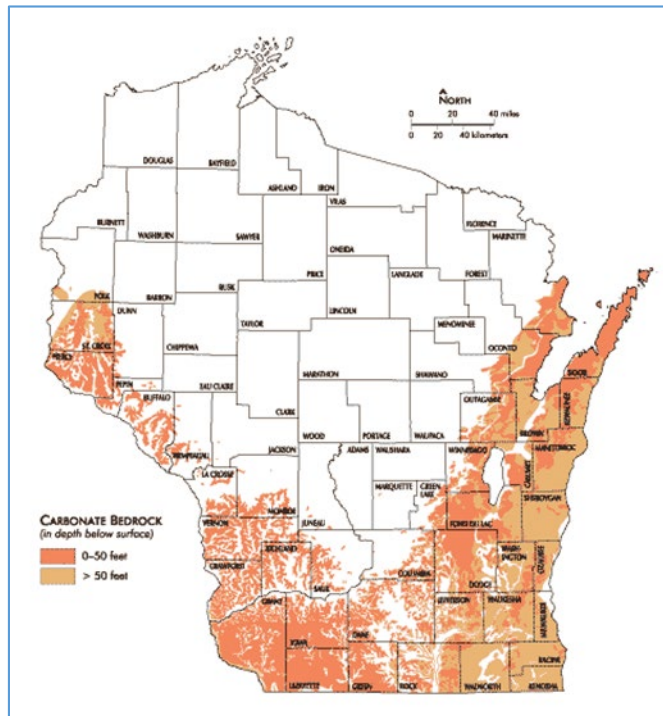 NORTH
0 20 40 miles
0 20 40 kilometers
DOUGLAS
BAYFIELD
ASHLAND
IRON
VILAS
BURNETT
WASHBURN
SAWYER
ONEIDA
FLORENCE
MARINETTE
PRICE
FOREST
LANGLADE
POLK
BARRON
RUSK
LINCOLN
DUNN
TAYLOR
MENOMINEE
ST. CROIX
CHIPPEWA
OCONTO
PIERCE
MARATHON
SHAWANO
DOOR
PEPIN
EAU CLAIRE
BUFFALO
CLARK
OUTAGAMIE
KEWAUNEE
WOOD
PORTAGE
WAUPACA
BROWN
JACKSON
ADAMS
WAUSHARA
WINNEBAGO
MANITOWOC
LA CROSSE
CALUMET
MARQUETTE
GREEN
LAKE
SHEBOYGAN
CARBONATE BEDROCK
(in depth below surface)
0–50 feet
> 50 feet
MONROE
JUNEAU
VERNON
FOND DU LAC
RICHLAND
CRAWFORD
SAUK
COLUMBIA
DODGE
WASH-
INGTON
OZAUKEE
GRANT
IOWA
DANE
JEFFERSON
WAUKESHA
MILWAUKEE
RACINE
LAFAYETTE
GREEN
ROCK
WALWORTH
KENOSHA